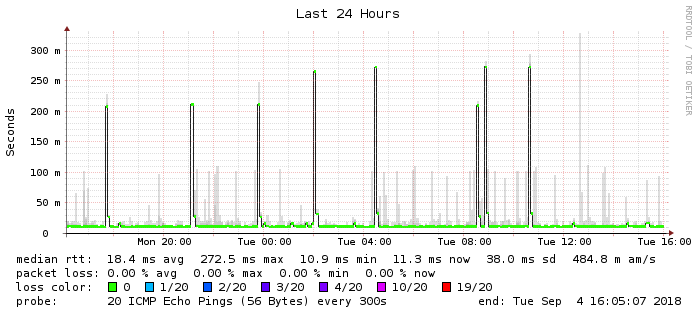 Last 24 Hours
RRDTOOL / TOBI OETIKER
Seconds
300 m
250 m
200 m
150 m
100 m
50 m
0
Mon 20:00 Tue 00:00 Tue 04:00 Tue 08:00 Tue 12:00 Tue 16:00
median rtt: 18.4 ms avg 272.5 ms max 10.9 ms min 11.3 ms now 38.0 ms sd 484.8 m am/s
packet loss: 0.00 % avg 0.00 % max 0.00 % min 0.00 % now
loss color: 0 1/20 2/20 3/20 4/20 10/20 19/20
probe: 20 ICMP Echo Pings (56 Bytes) every 300s end: Tue Sep 4 16:05:07 2018